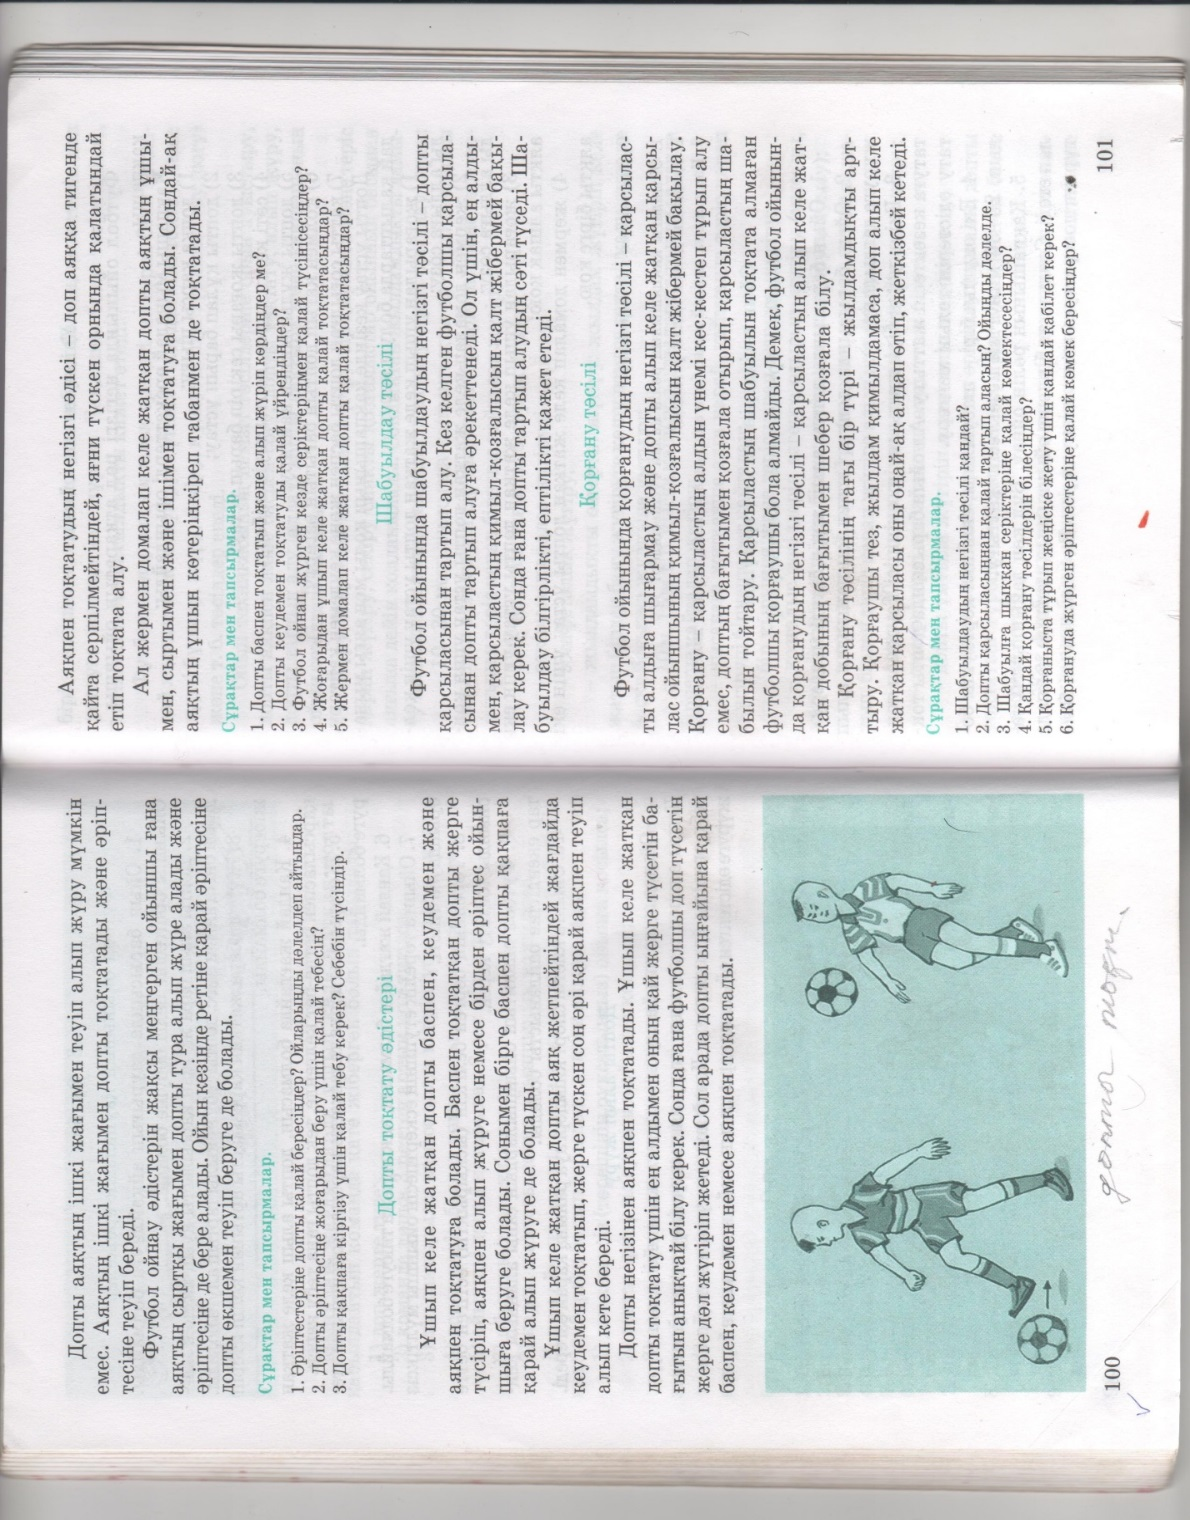 Допты аяқтың ішкі жағымен теуіп алып жүру мүмкін
емес. Аяқтың ішкі жағымен допты тоқтатады және әріп-
тесіне теуіп береді.
Футбол ойнау әдістерін жақсы меңгерген ойыншы ғана
аяқтың сыртқы жағымен допты тура алып жүре алады және
әріптесіне де бере алады. Ойын кезінде ретіне қарай әріптесіне
допты өкшемен теуіп беруге де болады.
Сұрақтар мен тапсырмалар.
1. Әріптестеріне допты қалай бересіңдер? Ойларыңды дәлелдеп айтыңдар.
2. Допты әріптесіне жоғарыдан беру үшін қалай тебесің?
3. Допты қақпаға кіргізу үшін қалай тебу керек? Себебін түсіндір.
Допты тоқтату әдістері
Ұшып келе жатқан допты баспен, кеудемен және
аяқпен тоқтатуға болады. Баспен тоқтатқан допты жерге
түсіріп, аяқпен алып жүруге немесе бірден әріптес ойын-
шыға беруге болады. Сонымен бірге баспен допты қақпаға
қарай алып жүруге де болады.
Ұшып келе жатқан допты аяқ жетпейтіндей жағдайда
кеудемен тоқтатып, жерге түскен соң әрі қарай аяқпен теуіп
алып кете береді.
Допты негізінен аяқпен тоқтатады. Ұшып келе жатқан
допты тоқтату үшін ең алдымен оның қай жерге түсетін ба-
ғытын анықтай білу керек. Сонда ғана футболшы доп түсетін
жерге дәл жүгіріп жетеді. Сол арада допты ыңғайына қарай
баспен, кеудемен немесе аяқпен тоқтатады.
100
Аяқпен тоқтатудың негізгі әдісі – доп аяққа тигенде
қайта серпілмейтіндей, яғни түскен орнында қалатындай
етіп тоқтата алу.
Ал жермен домалап келе жатқан допты аяқтың ұшы-
мен, сыртымен және ішімен тоқтатуға болады. Сондай-ақ
аяқтың ұшын көтеріңкіреп табанмен де тоқтатады.
Сұрақтар мен тапсырмалар.
1. Допты баспен тоқтатып және алып жүріп көрдіңдер ме?
2. Допты кеудемен тоқтатуды қалай үйрендіңдер?
3. Футбол ойнап жүрген кезде серіктеріңмен қалай түсінісесіңдер?
4. Жоғарыдан ұшып келе жатқан допты қалай тоқтатасыңдар?
5. Жермен домалап келе жатқан допты қалай тоқтатасыңдар?
Шабуылдау тәсілі
Футбол ойынында шабуылдаудың негізгі тәсілі – допты
қарсыласынан тартып алу. Кез келген футболшы қарсыла-
сынан допты тартып алуға әрекеттенеді. Ол үшін, ең алды-
мен, қарсыластың қимыл-қозғалысын қалт жібермей бақы-
лау керек. Сонда ғана допты тартып алудың сәті түседі. Ша-
буылдау білгірлікті, ептілікті қажет етеді.
Қорғану тәсілі
Футбол ойынында қорғанудың негізгі тәсілі – қарсылас-
ты алдыға шығармау және допты алып келе жатқан қарсы-
лас ойыншының қимыл-қозғалысын қалт жібермей бақылау.
Қорғану – қарсыластың алдын үнемі кес-кестеп тұрып алу
емес, доптың бағытымен қозғала отырып, қарсыластың ша-
буылын тойтару. Қарсыластың шабуылын тоқтата алмаған
футболшы қорғаушы бола алмайды. Демек, футбол ойынын-
да қорғанудың негізгі тәсілі – қарсыластың алып келе жат-
қан добының бағытымен шебер қозғала білу.
Қорғану тәсілінің тағы бір түрі – жылдамдықты арт-
тыру. Қорғаушы тез, жылдам қимылдамаса, доп алып келе
жатқан қарсыласы оны оңай-ақ алдап өтіп, жеткізбей кетеді.
Сұрақтар мен тапсырмалар.
1. Шабуылдаудың негізгі тәсілі қандай?
2. Допты қарсыласыңнан қалай тартып аласың? Ойыңды дәлелде.
3. Шабуылға шыққан серіктеріңе қалай көмектесесіңдер?
4. Қандай қорғану тәсілдерін білесіңдер?
5. Қорғаныста тұрып жеңіске жету үшін қандай қабілет керек?
6. Қорғануда жүрген әріптестеріңе қалай көмек бересіңдер?
101